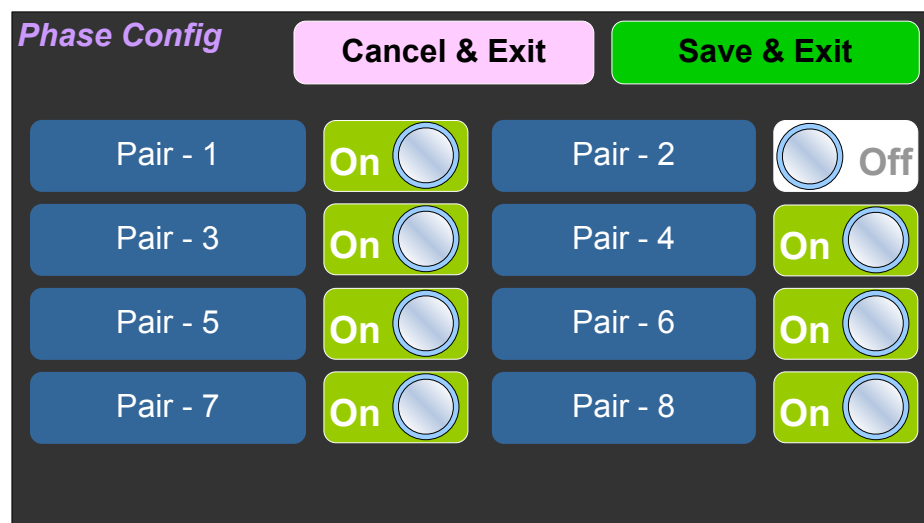 Phase Config
Cancel & Exit
Save & Exit
Pair - 1
On
Pair - 2
Off
Pair - 3
On
Pair - 4
On
Pair - 5
On
Pair - 6
On
Pair - 7
On
Pair - 8
On